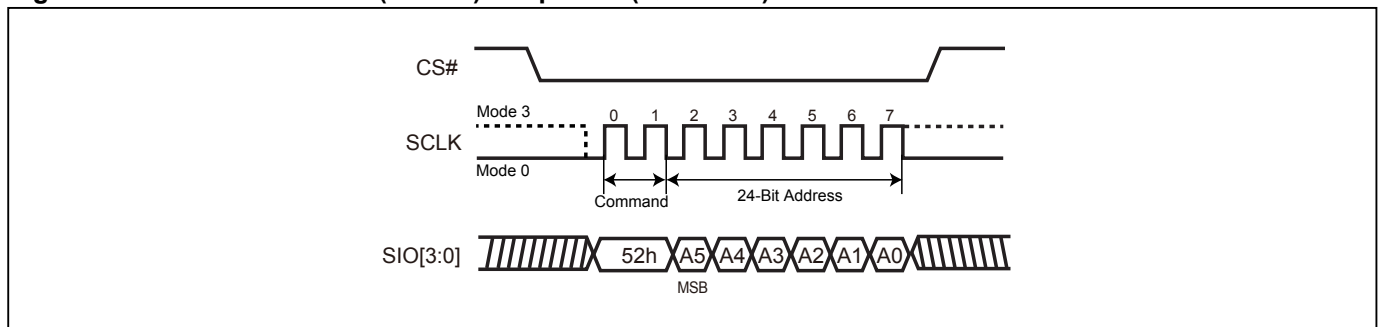 CS#
Mode 3
0 1 2 3 4 5 6 7
SCLK
Mode 0
Command
24-Bit Address
SIO[3:0]
52h A5 A4 A3 A2 A1 A0
MSB